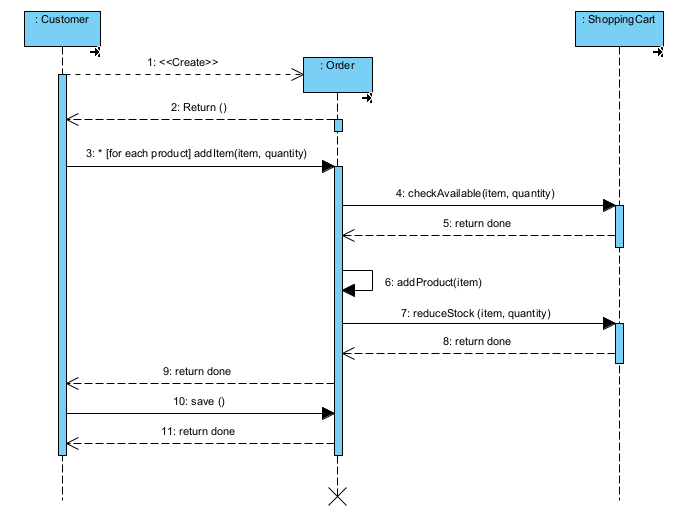 : Customer
: ShoppingCart
1: <<Create>>
: Order
2: Return ()
3: * [for each product] addItem(item, quantity)
4: checkAvailable(item, quantity)
5: return done
6: addProduct(item)
7: reduceStock (item, quantity)
8: return done
9: return done
10: save ()
11: return done